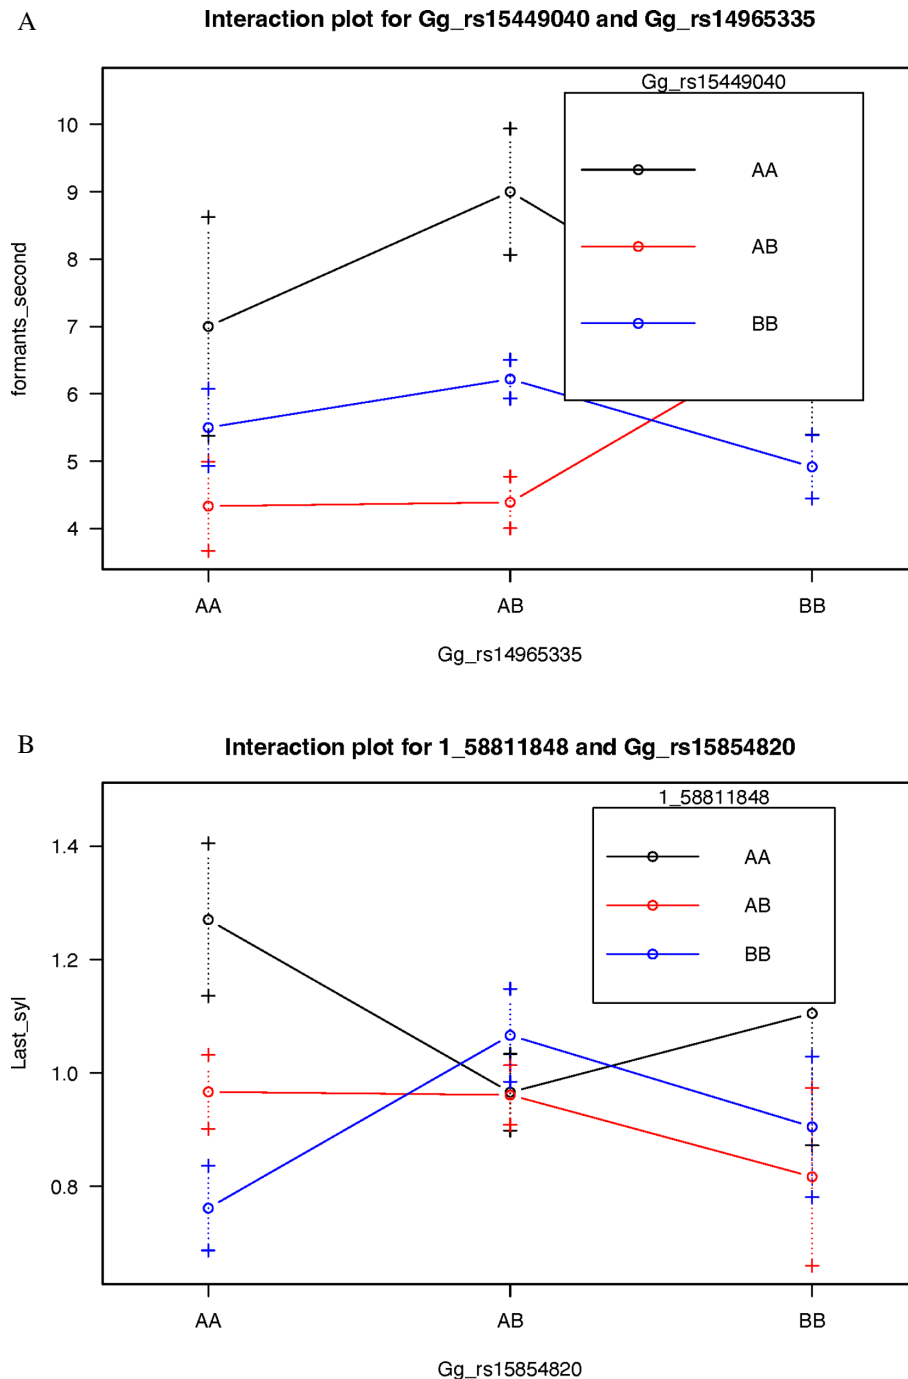 A
Interaction plot for Gg_rs15449040 and Gg_rs14965335
Gg_rs15449040
AA
AB
BB
formants_second
10
9
8
7
6
5
4
AA
AB
BB
Gg_rs14965335
B
Interaction plot for 1_58811848 and Gg_rs15854820
1_58811848
AA
AB
BB
Last_syl
1.4
1.2
1.0
0.8
AA
AB
BB
Gg_rs15854820